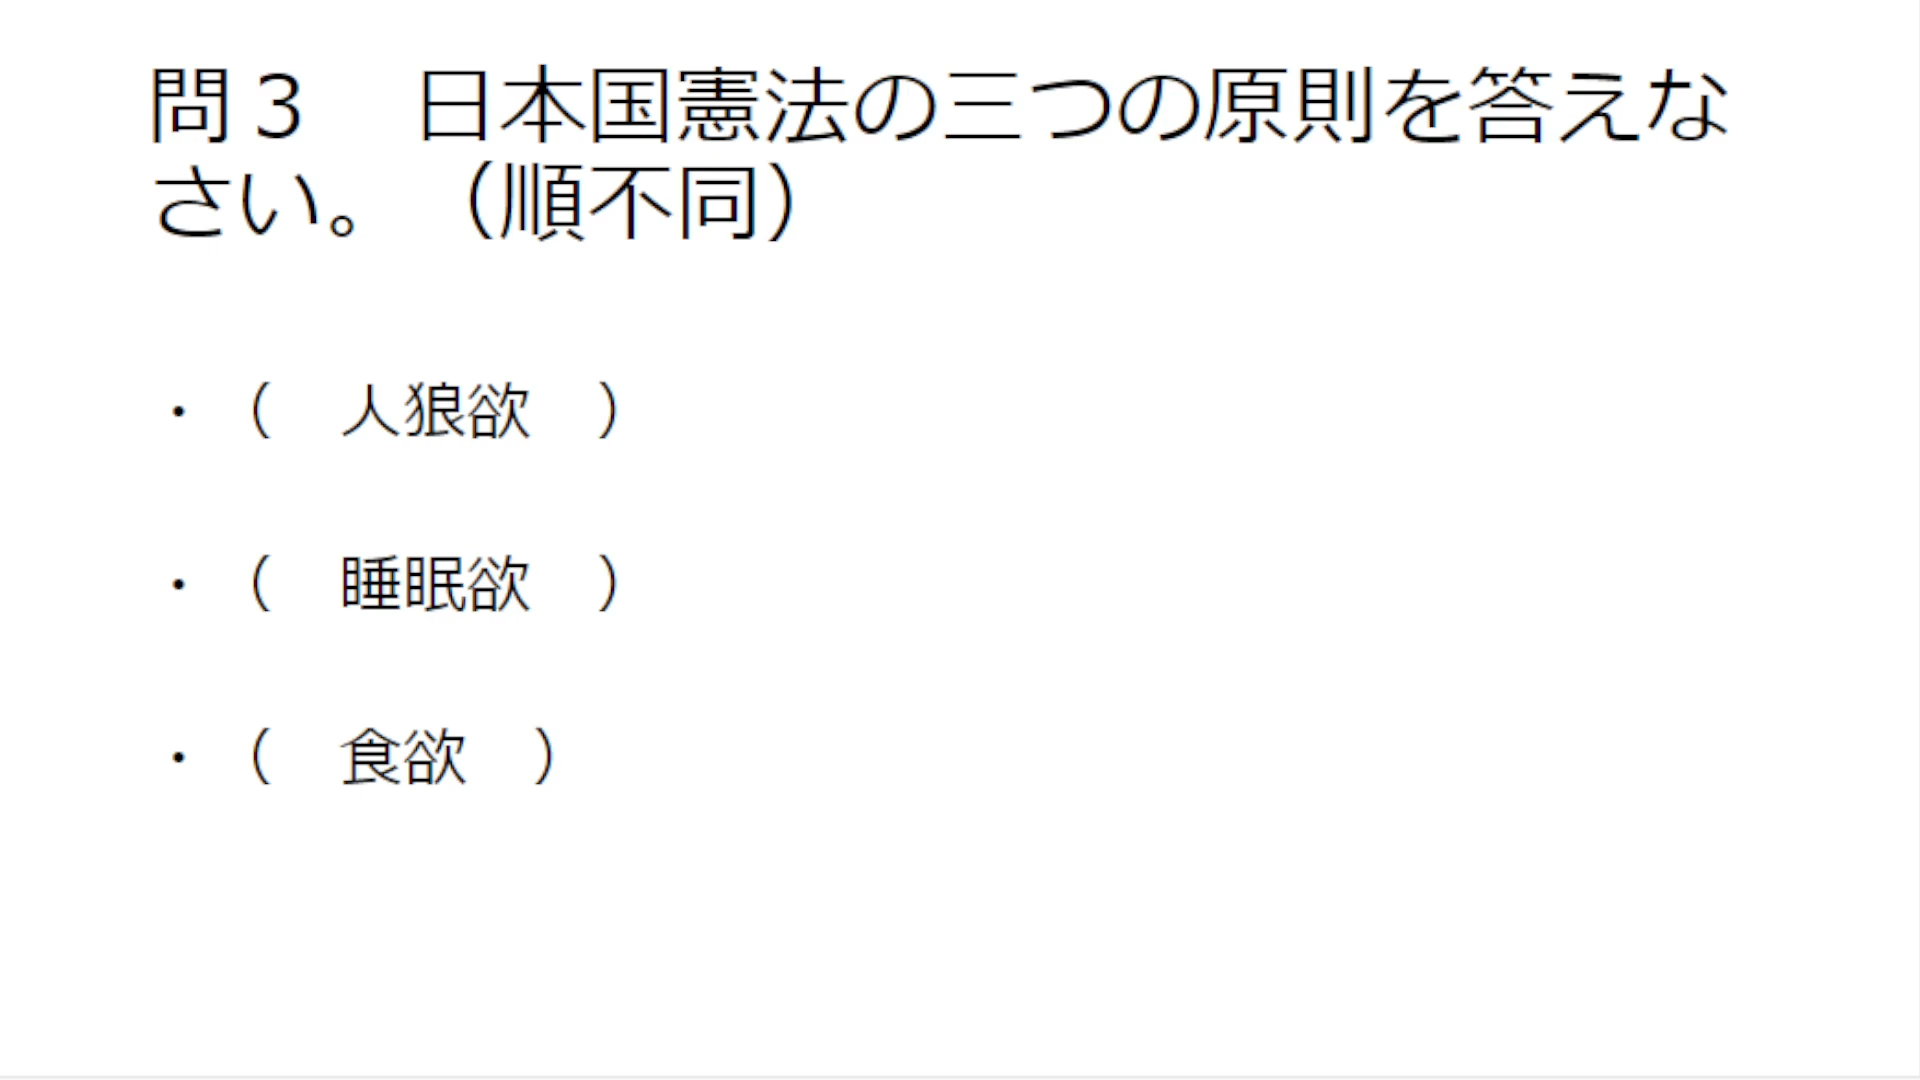 問３　日本国憲法の三つの原則を答えな
さい。（順不同）
・（　人狼欲　）
・（　睡眠欲　）
・（　食欲　）